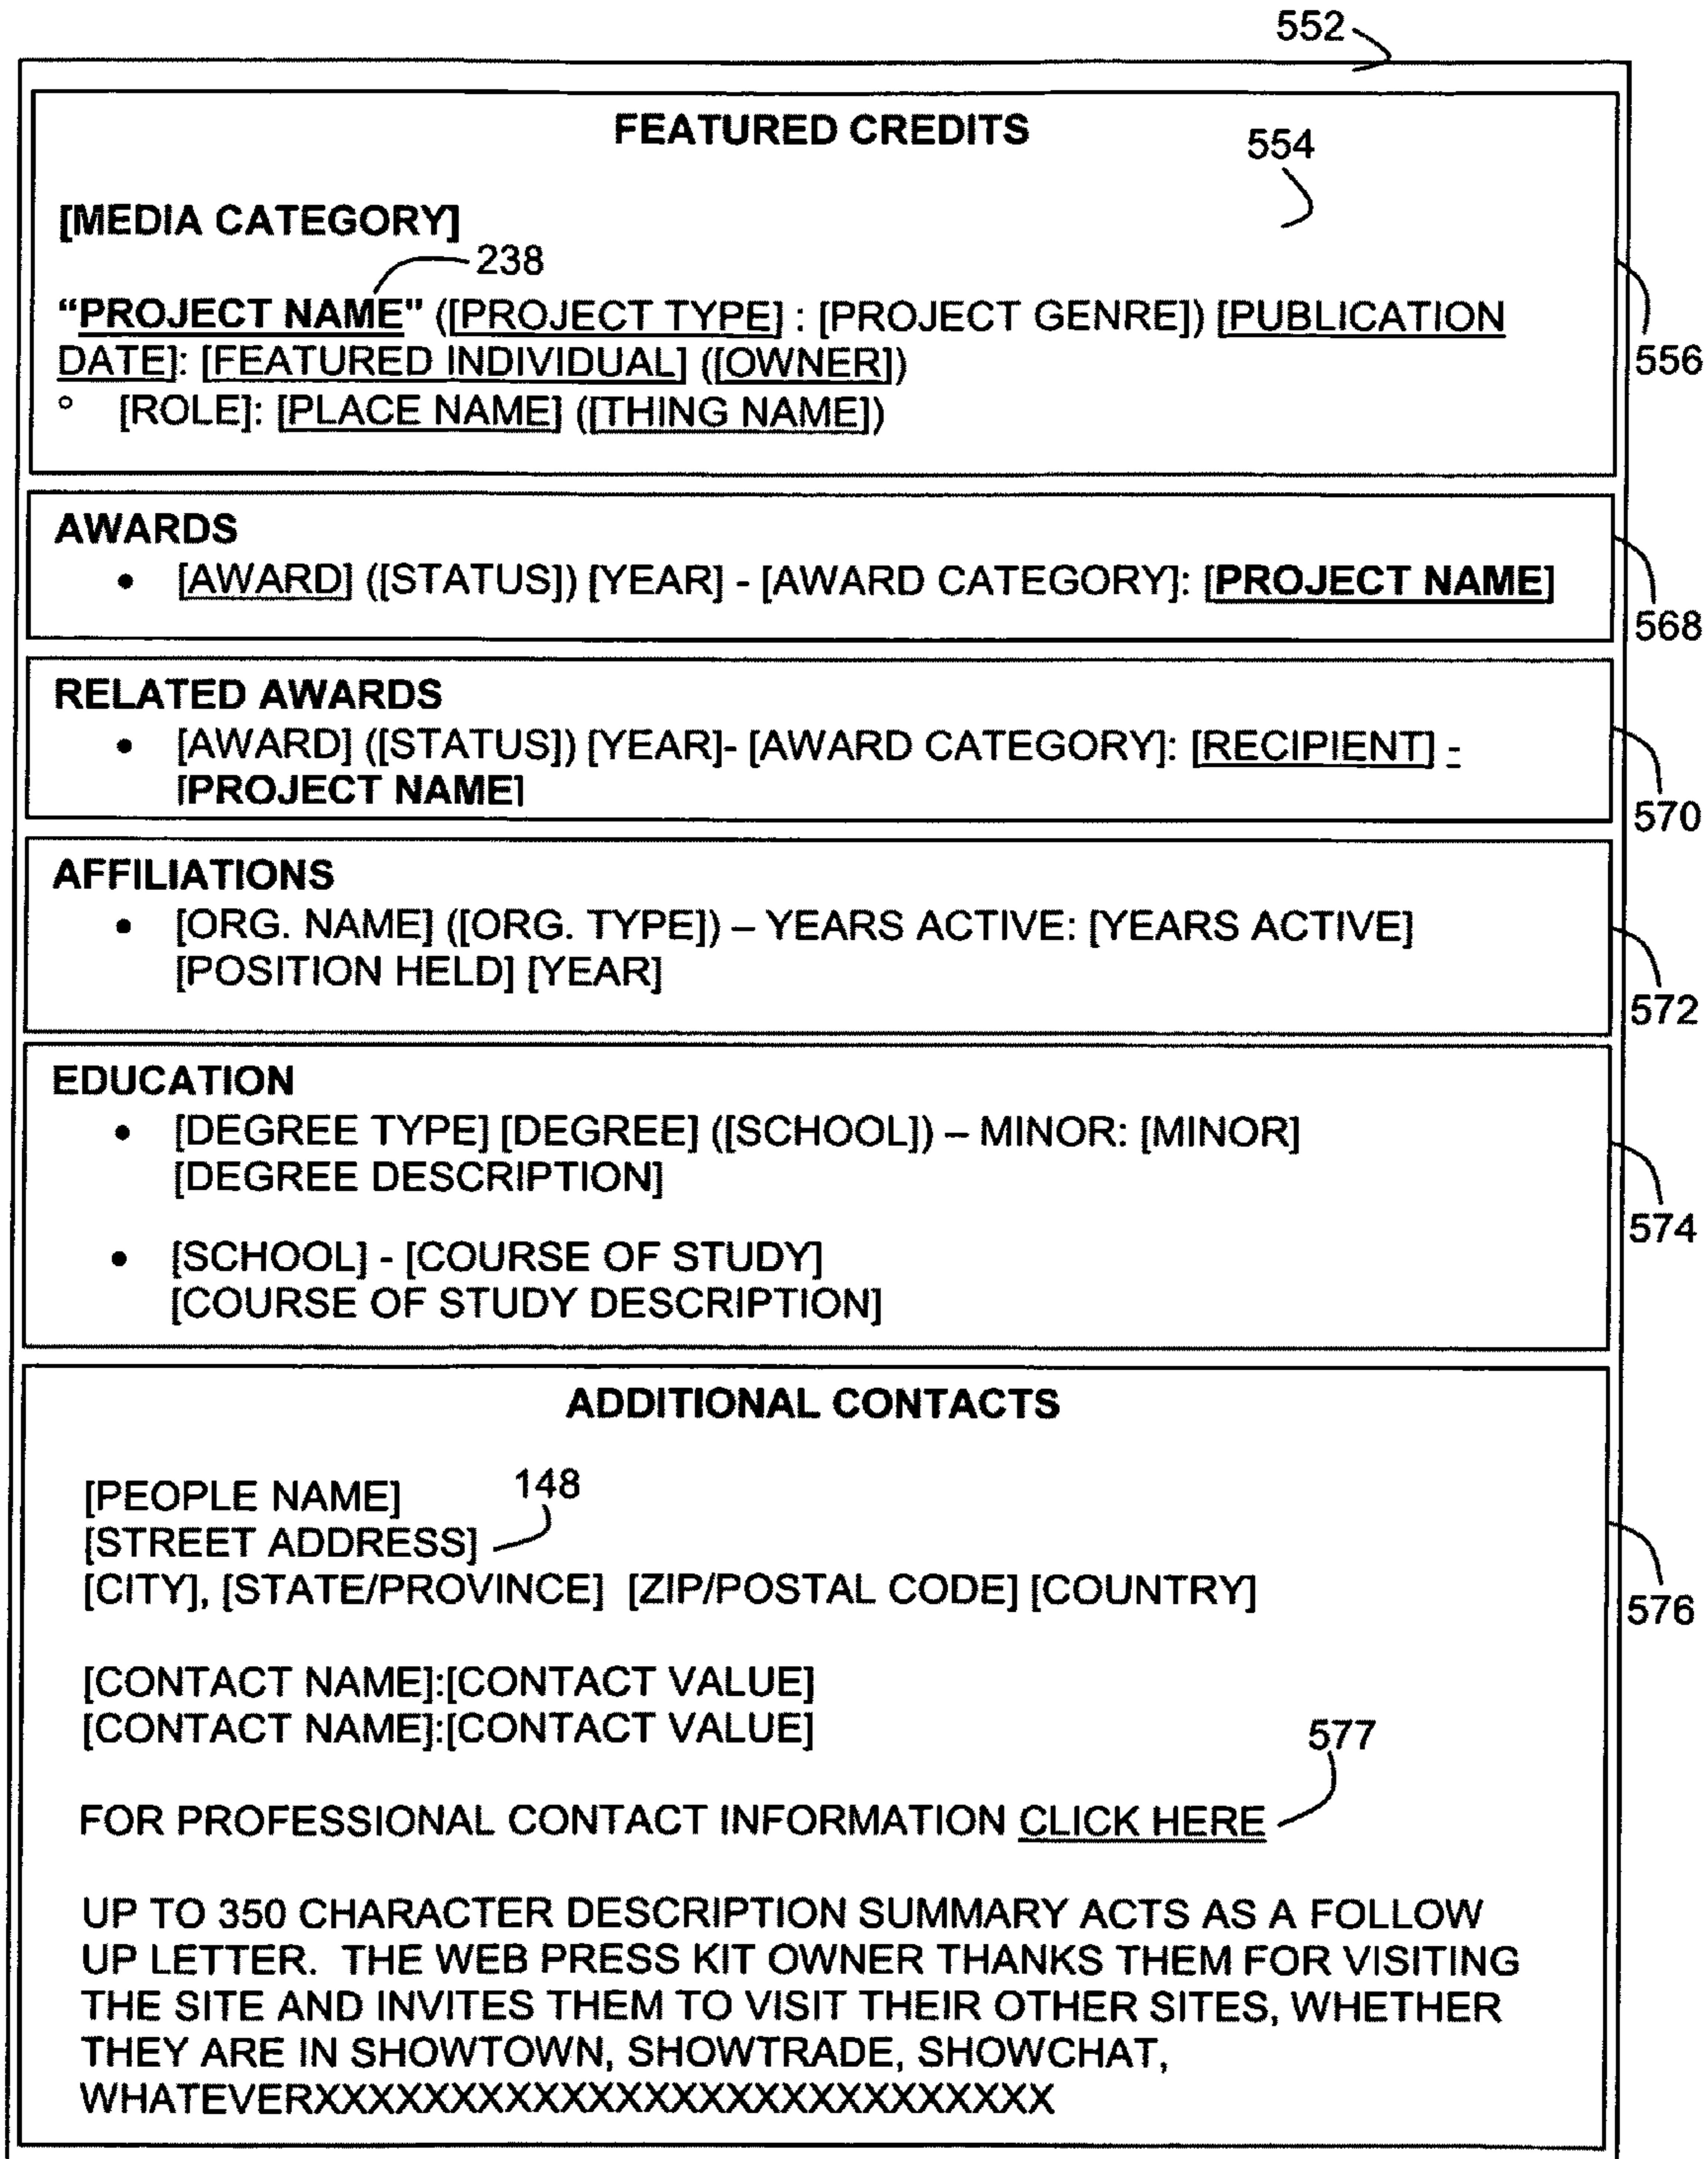 552
FEATURED CREDITS
554
[MEDIA CATEGORY]
238
“PROJECT NAME" ([PROJECT TYPE] : [PROJECT GENRE]) [PUBLICATION
DATE]: [FEATURED INDIVIDUAL] ([OWNER])
556
° [ROLE]: [PLACE NAME] ([THING NAME])
AWARDS
• [AWARD] ([STATUS]) [YEAR] - [AWARD CATEGORY]: [PROJECT NAME]
568
RELATED AWARDS
• [AWARD] ([STATUS]) [YEAR]- [AWARD CATEGORY]: [RECIPIENT] -
[PROJECT NAME]
570
AFFILIATIONS
• [ORG. NAME] ([ORG. TYPE]) – YEARS ACTIVE: [YEARS ACTIVE]
[POSITION HELD] [YEAR]
572
EDUCATION
• [DEGREE TYPE] [DEGREE] ([SCHOOL]) – MINOR: [MINOR]
[DEGREE DESCRIPTION]
574
• [SCHOOL] - [COURSE OF STUDY]
[COURSE OF STUDY DESCRIPTION]
ADDITIONAL CONTACTS
148
[PEOPLE NAME]
[STREET ADDRESS]
[CITY], [STATE/PROVINCE] [ZIP/POSTAL CODE] [COUNTRY]
576
[CONTACT NAME]:[CONTACT VALUE]
[CONTACT NAME]:[CONTACT VALUE]
577
FOR PROFESSIONAL CONTACT INFORMATION CLICK HERE
UP TO 350 CHARACTER DESCRIPTION SUMMARY ACTS AS A FOLLOW
UP LETTER. THE WEB PRESS KIT OWNER THANKS THEM FOR VISITING
THE SITE AND INVITES THEM TO VISIT THEIR OTHER SITES, WHETHER
THEY ARE IN SHOWTOWN, SHOWTRADE, SHOWCHAT,
WHATEVERXXXXXXXXXXXXXXXXXXXXXXXXXXX